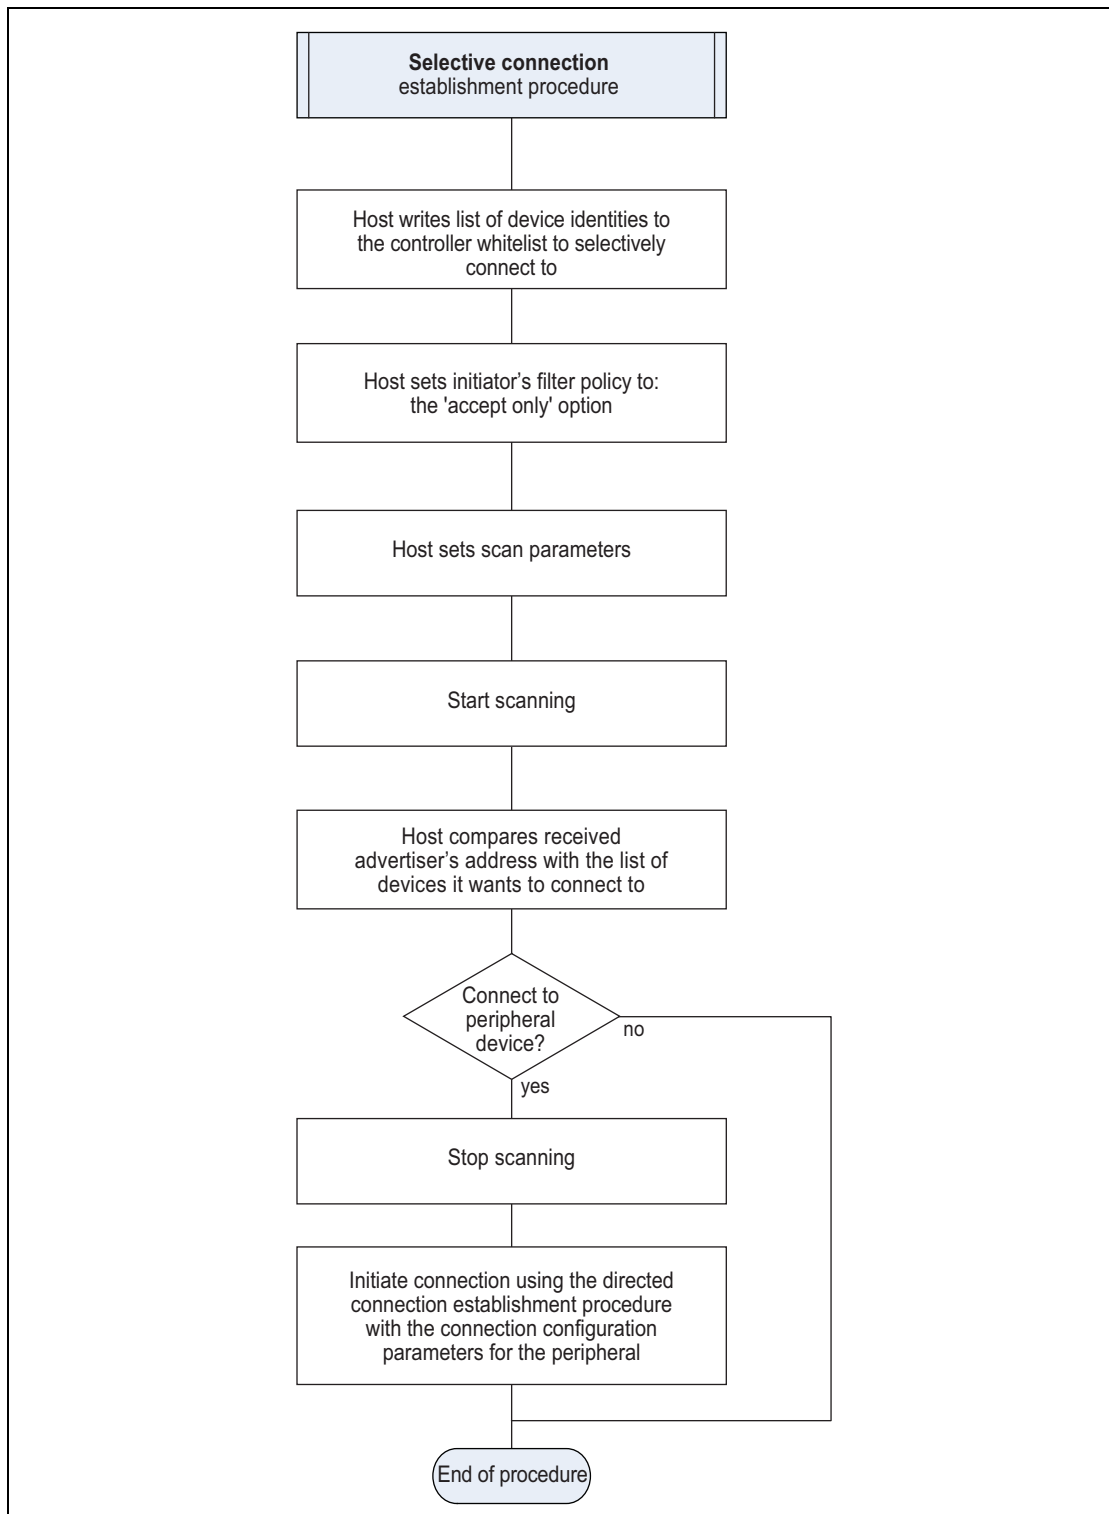 Selective connection
establishment procedure
Host writes list of device identities to
the controller whitelist to selectively
connect to
Host sets initiator’s filter policy to:
the 'accept only' option
Host sets scan parameters
Start scanning
Host compares received
advertiser’s address with the list of
devices it wants to connect to
Connect to
peripheral
device?
no
yes
Stop scanning
Initiate connection using the directed
connection establishment procedure
with the connection configuration
parameters for the peripheral
End of procedure